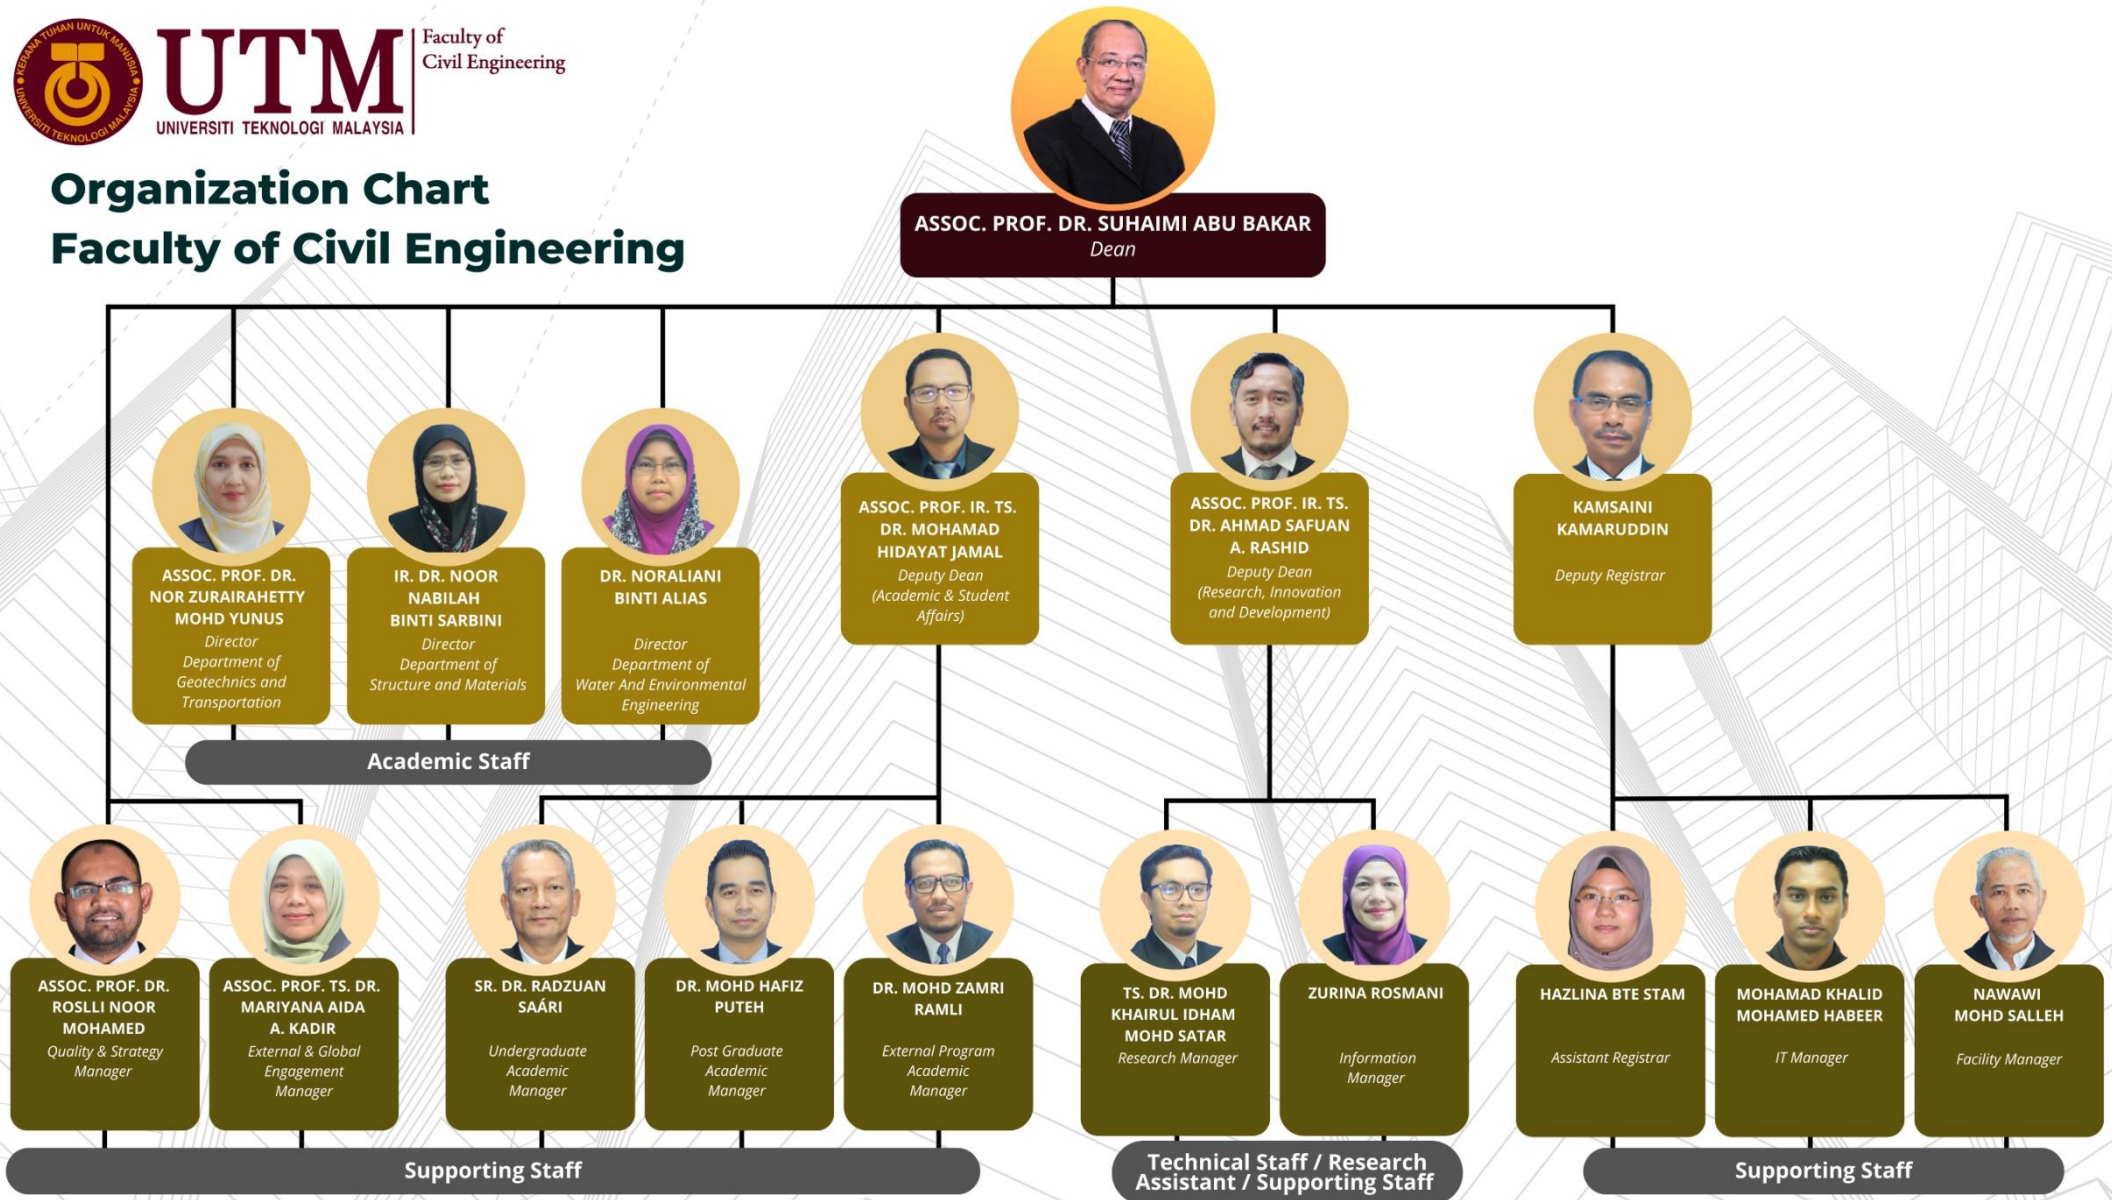 KERANA TUHAN UNTUK MANUSIA
UNIVERSITI TEKNOLOGI MALAYSIA
UTM
UNIVERSITI TEKNOLOGI MALAYSIA
Faculty of
Civil Engineering
Organization Chart
Faculty of Civil Engineering
ASSOC. PROF. DR. SUHAIMI ABU BAKAR
Dean
ASSOC. PROF. DR.
NOR ZURAIRAHETTY
MOHD YUNUS
Director
Department of
Geotechnics and
Transportation
IR. DR. NOOR
NABILAH
BINTI SARBINI
Director
Department of
Structure and Materials
DR. NORALIANI
BINTI ALIAS
Director
Department of
Water And Environmental
Engineering
ASSOC. PROF. IR. TS.
DR. MOHAMAD
HIDAYAT JAMAL
Deputy Dean
(Academic & Student
Affairs)
ASSOC. PROF. IR. TS.
DR. AHMAD SAFUAN
A. RASHID
Deputy Dean
(Research, Innovation
and Development)
KAMSAINI
KAMARUDDIN
Deputy Registrar
Academic Staff
ASSOC. PROF. DR.
ROSLLI NOOR
MOHAMED
Quality & Strategy
Manager
ASSOC. PROF. TS. DR.
MARIYANA AIDA
A. KADIR
External & Global
Engagement
Manager
SR. DR. RADZUAN
SAÁRI
Undergraduate
Academic
Manager
DR. MOHD HAFIZ
PUTEH
Post Graduate
Academic
Manager
DR. MOHD ZAMRI
RAMLI
External Program
Academic
Manager
TS. DR. MOHD
KHAIRUL IDHAM
MOHD SATAR
Research Manager
ZURINA ROSMANI
Information
Manager
HAZLINA BTE STAM
Assistant Registrar
MOHAMAD KHALID
MOHAMED HABEER
IT Manager
NAWAWI
MOHD SALLEH
Facility Manager
Supporting Staff
Technical Staff / Research
Assistant / Supporting Staff
Supporting Staff